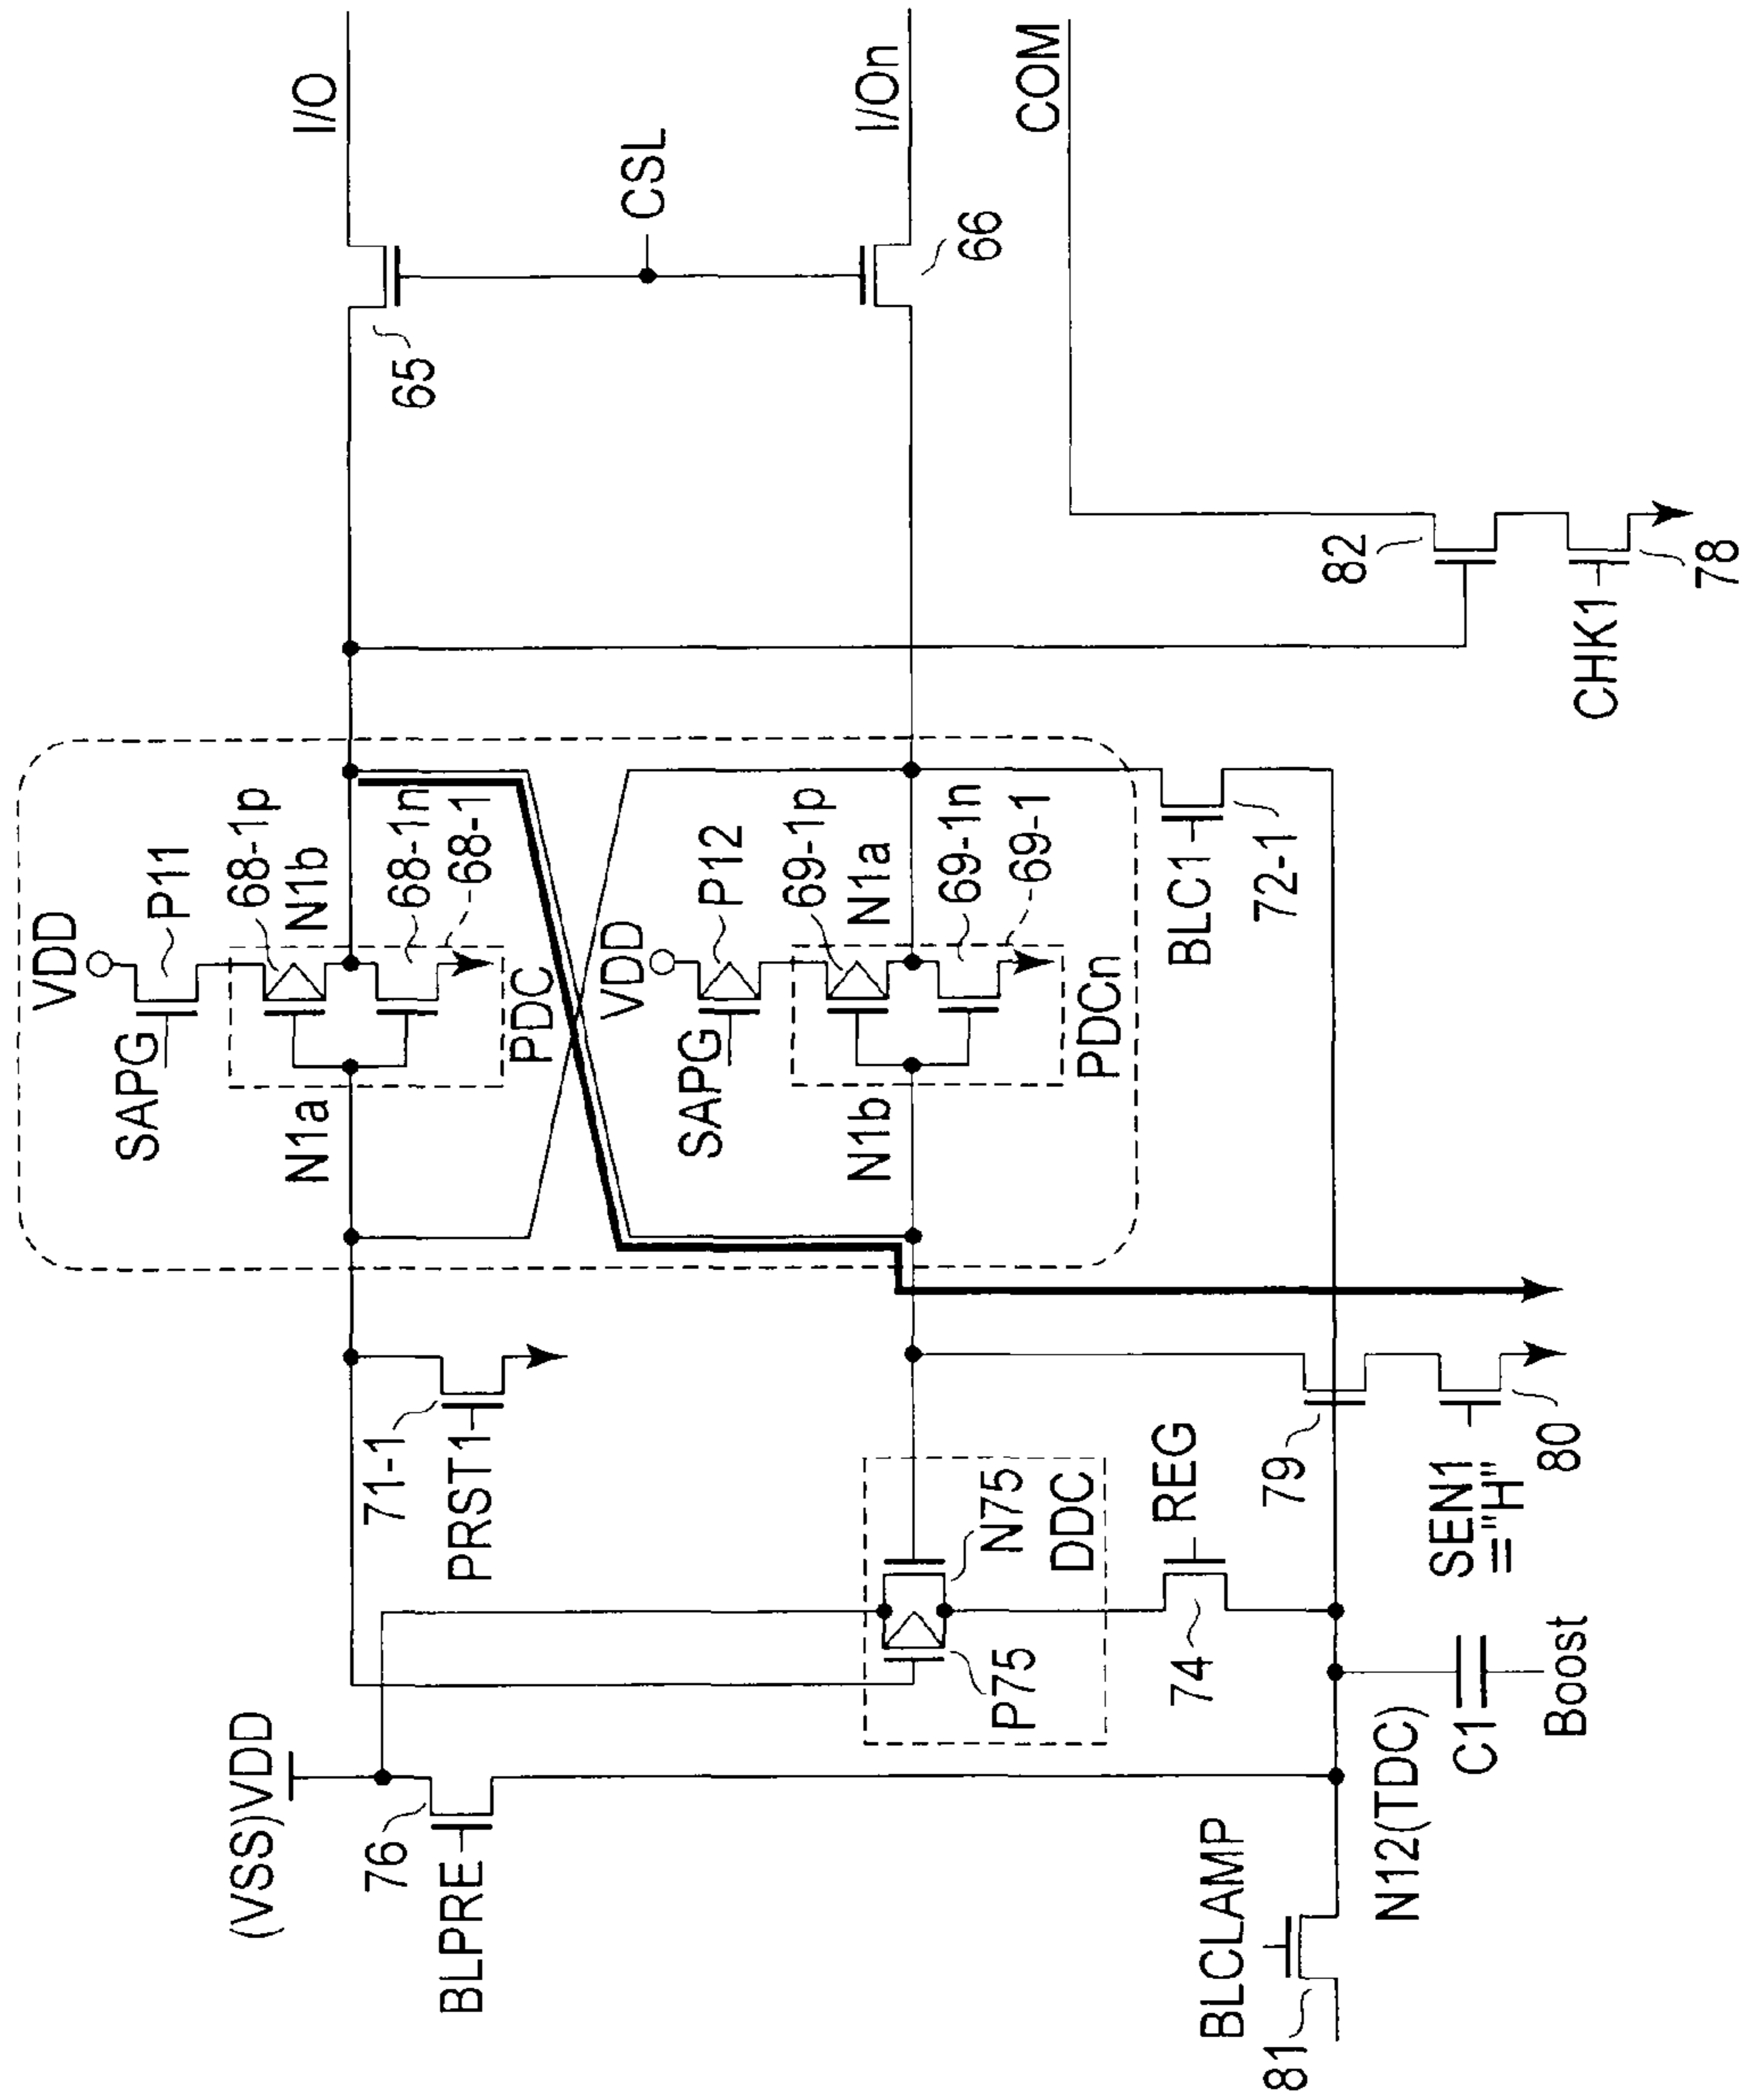 I/O
I/On
COM
CSL
65
66
82
CHK1
78
VDD
P11
68-1p
N1b
68-1n
68-1
SAPG
PDC
N1a
VDD
P12
69-1p
N1a
69-1n
69-1
SAPG
PDCn
N1b
BLC1
72-1
71-1
PRST1
N75
DDC
P75
REG
74
79
SEN1
="H"
80
(VSS)VDD
76
BLPRE
BLCLAMP
81
N12(TDC)
C1
Boost